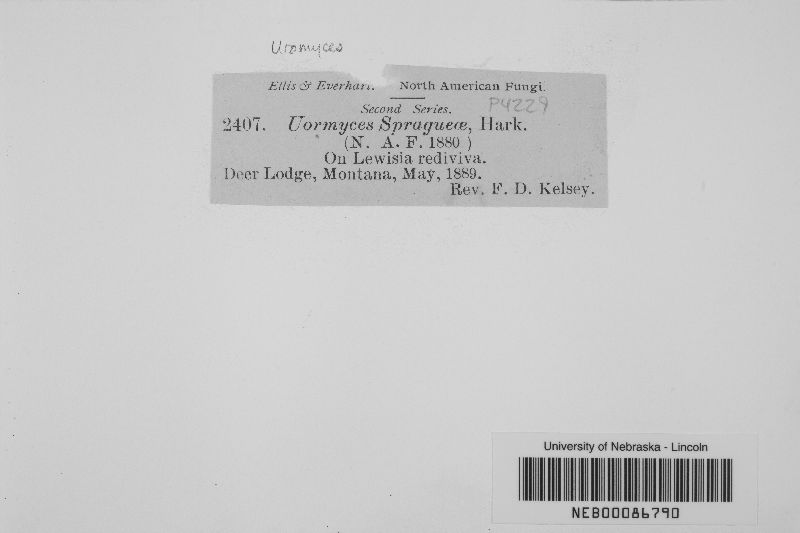 Uromyces
Ellis & Everhart. North American Fungi.
Second Series. P4229
2407. Uormyces Spragueæ, Hark.
(N. A. F. 1880)
On Lewisia rediviva.
Deer Lodge, Montana, May, 1889.
Rev. F. D. Kelsey.
University of Nebraska - Lincoln
NEB00086790